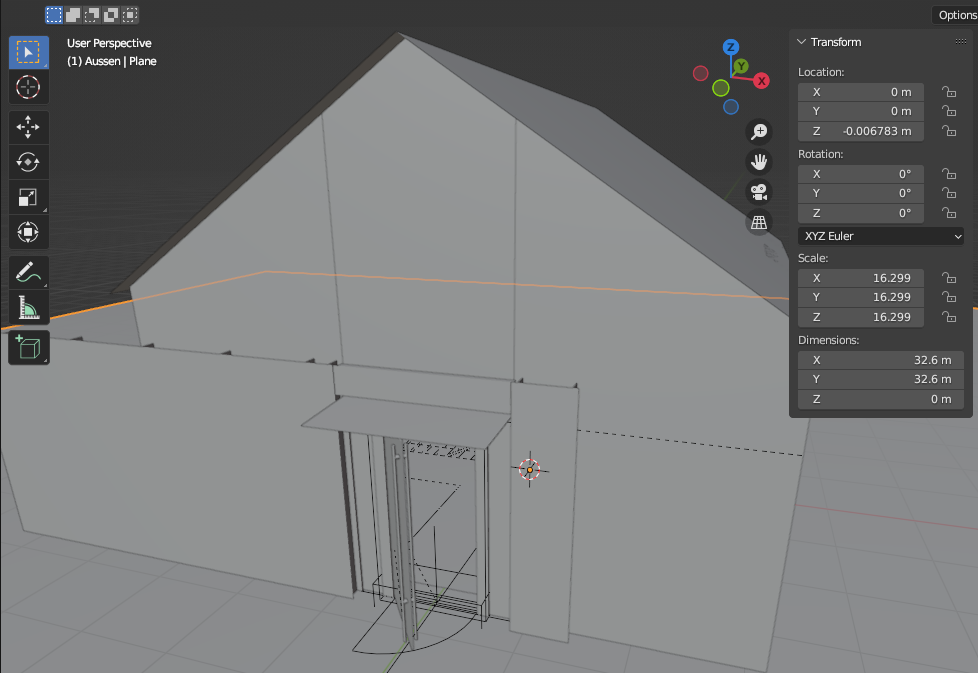 Options
User Perspective
(1) Aussen | Plane
Z
Y
X
Transform
Location:
X 0 m
Y 0 m
Z -0.006783 m
Rotation:
X 0°
Y 0°
Z 0°
XYZ Euler
Scale:
X 16.299
Y 16.299
Z 16.299
Dimensions:
X 32.6 m
Y 32.6 m
Z 0 m